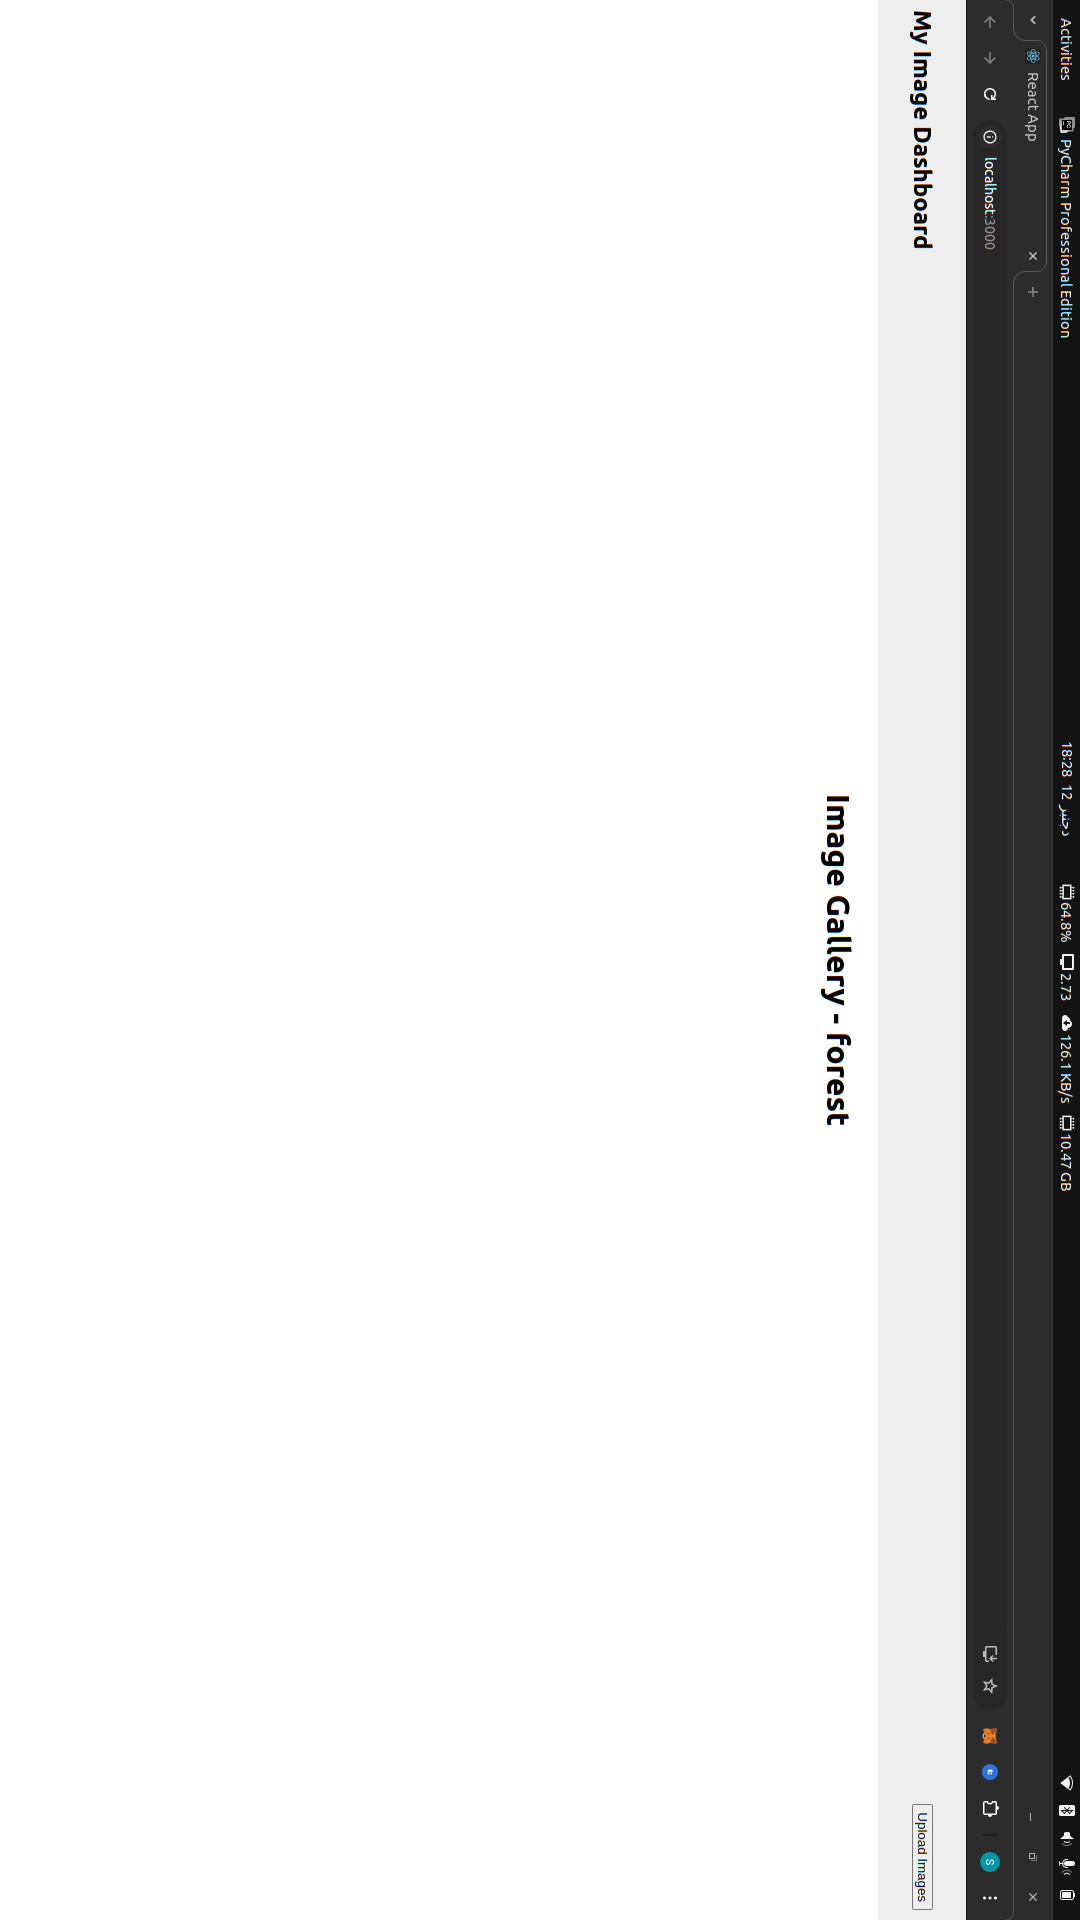 Activities
PyCharm Professional Edition
18:28 12 دجنبر
64.8% 2.73 126.1 KB/s 10.47 GB
React App
localhost:3000
S
My Image Dashboard
Upload Images
Image Gallery - forest